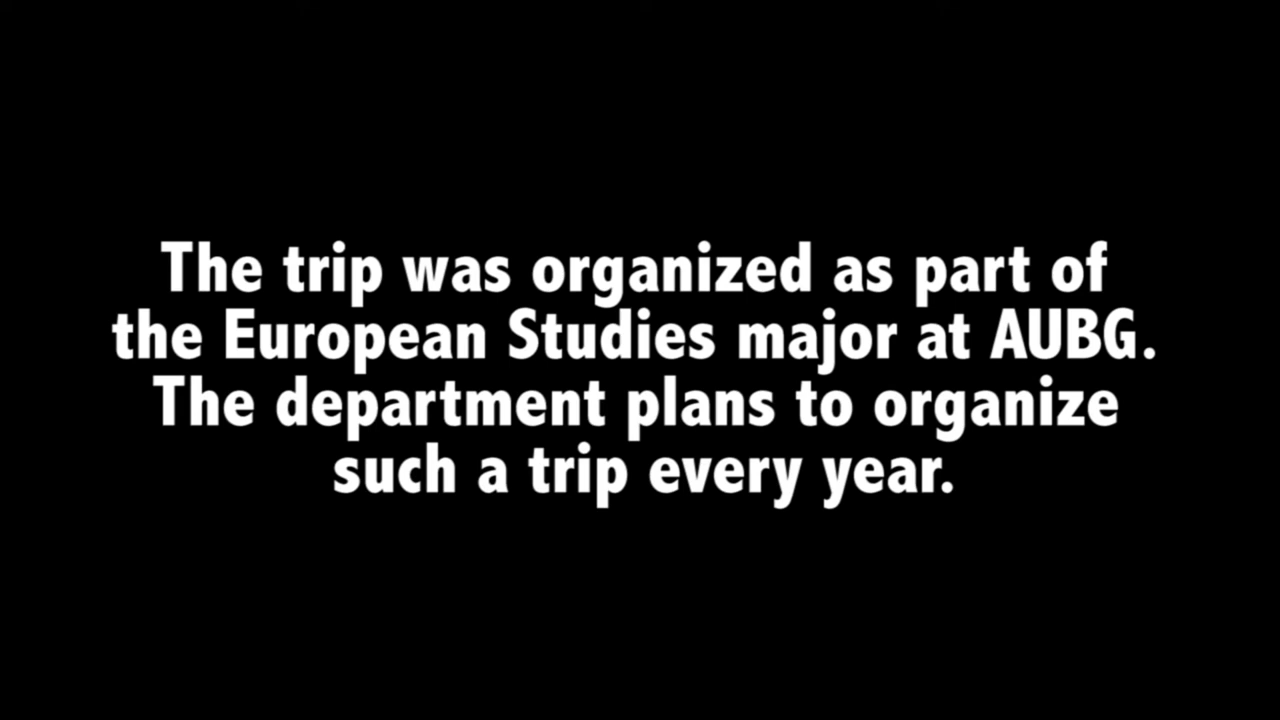 The trip was organized as part of
the European Studies major at AUBG.
The department plans to organize
such a trip every year.